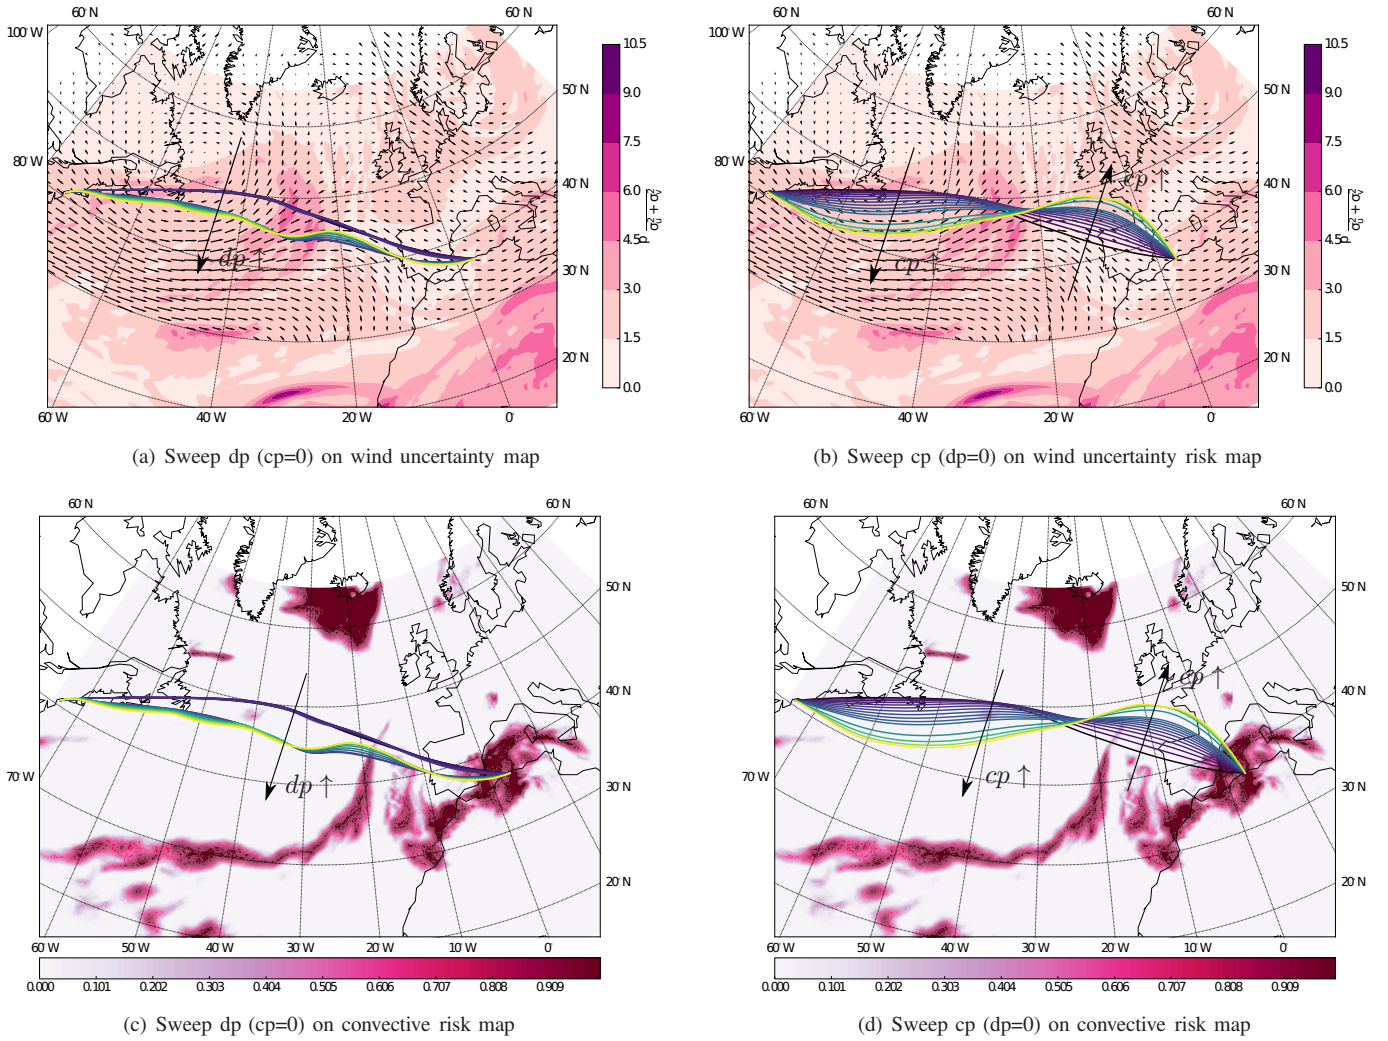 60° N 60° N
100° W 10.5
9.0
50° N
7.5
80° W 6.0
40° N
4.5
dp ↑
30° N
3.0
1.5
20° N
0.0
60° W 40° W 20° W 0°
p σ²ᵤ + σ²ᵥ
(a) Sweep dp (cp=0) on wind uncertainty map
60° N 60° N
100° W 10.5
9.0
50° N
7.5
80° W 6.0
cp ↑
40° N
4.5
cp ↑
30° N
3.0
1.5
20° N
0.0
60° W 40° W 20° W 0°
p σ²ᵤ + σ²ᵥ
(b) Sweep cp (dp=0) on wind uncertainty risk map
60° N 60° N
50° N
40° N
70° W dp ↑ 30° N
20° N
60° W 50° W 40° W 30° W 20° W 10° W 0°
0.000 0.101 0.202 0.303 0.404 0.505 0.606 0.707 0.808 0.909
(c) Sweep dp (cp=0) on convective risk map
60° N 60° N
50° N
cp ↑
40° N
70° W cp ↑ 30° N
20° N
60° W 50° W 40° W 30° W 20° W 10° W 0°
0.000 0.101 0.202 0.303 0.404 0.505 0.606 0.707 0.808 0.909
(d) Sweep cp (dp=0) on convective risk map